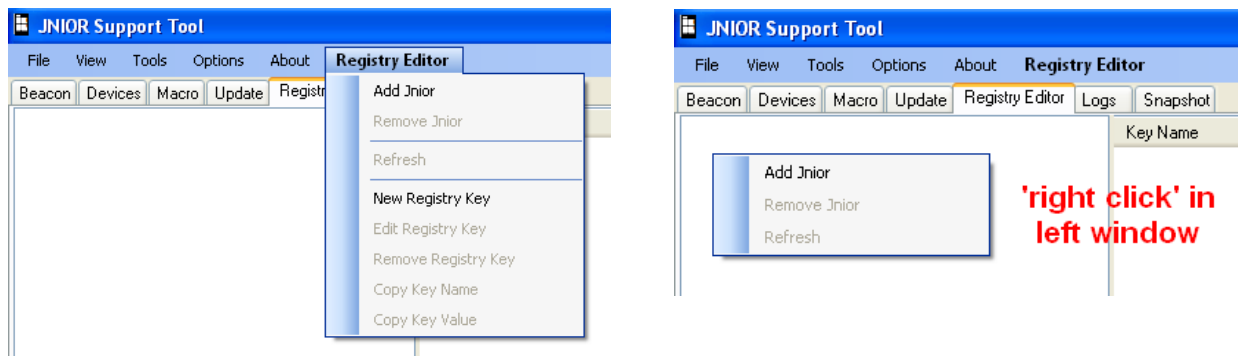 JNIOR Support Tool
File View Tools Options About Registry Editor
Beacon Devices Macro Update Registr
Add Jnior
Remove Jnior
Refresh
New Registry Key
Edit Registry Key
Remove Registry Key
Copy Key Name
Copy Key Value
JNIOR Support Tool
File View Tools Options About Registry Editor
Beacon Devices Macro Update Registry Editor Logs Snapshot
Key Name
Add Jnior
Remove Jnior
Refresh
'right click' in
left window